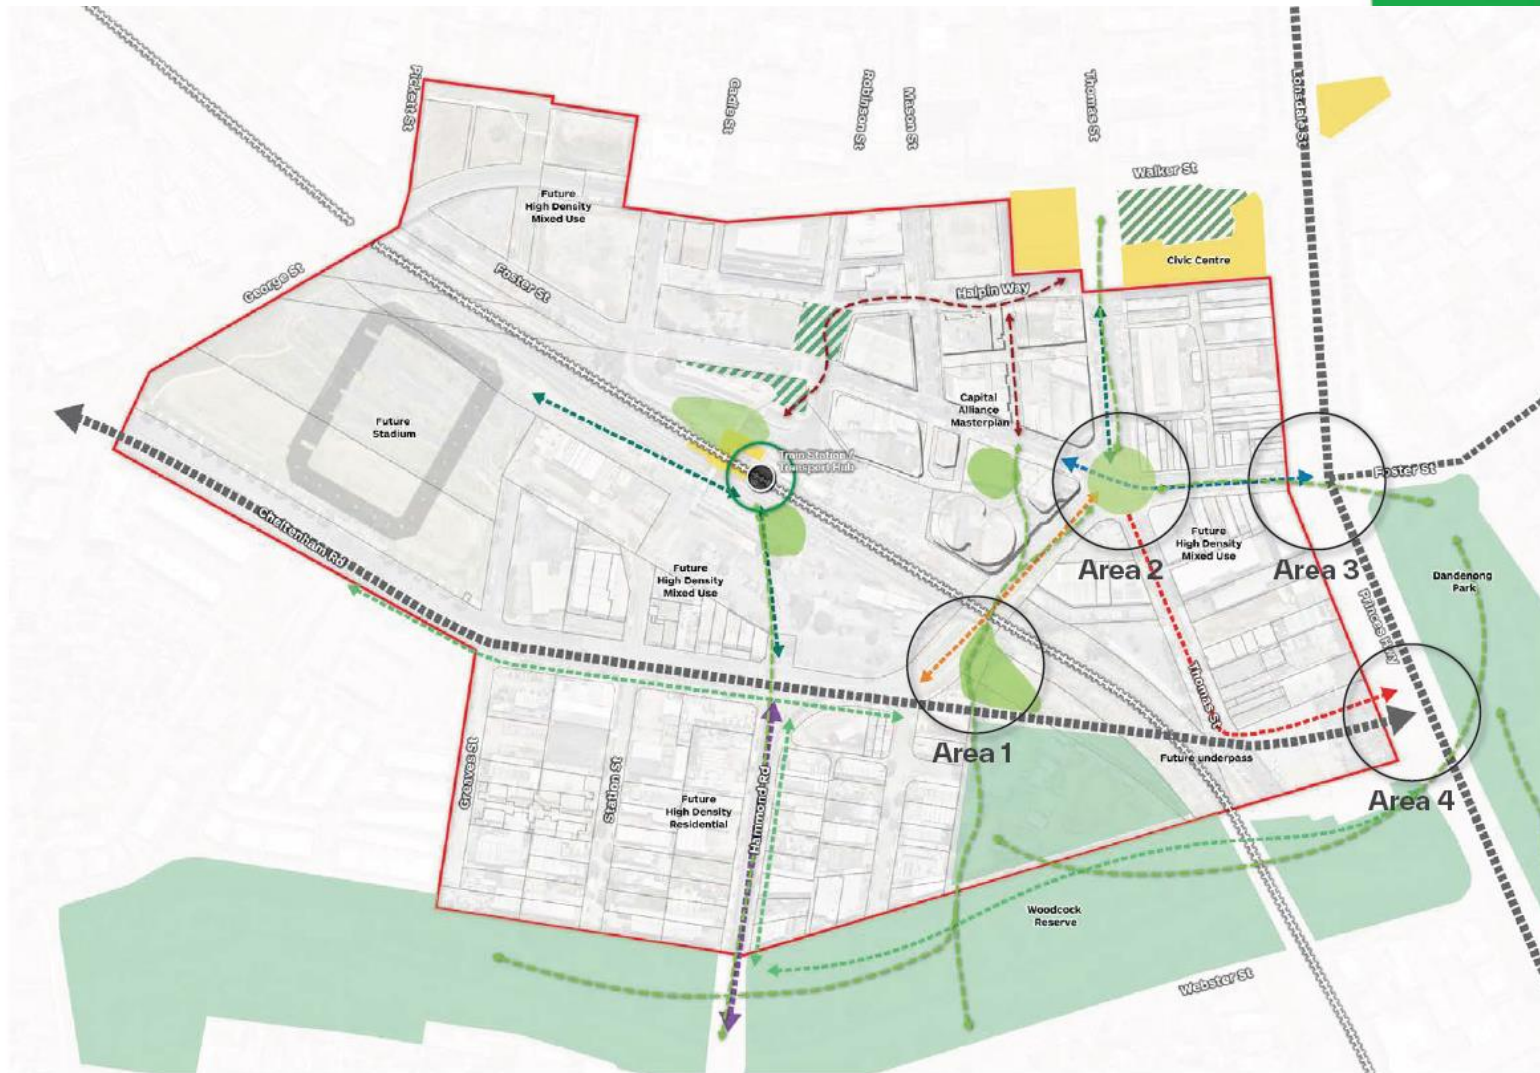 Pickett St
Cadle St
Robinson St
Mason St
Thomas St
Lonsdale St
Walker St
Future
High Density
Mixed Use
Civic Centre
George St
Foster St
Halpin Way
Future
Stadium
Capital
Alliance
Masterplan
Train Station /
Transport Hub
Foster St
Cheltenham Rd
Future
High Density
Mixed Use
Future
High Density
Mixed Use
Area 2
Area 3
Dandenong
Park
Princes Hwy
Thomas St
Area 1
Future underpass
Area 4
Greaves St
Station St
Future
High Density
Residential
Hammond Rd
Woodcock
Reserve
Webster St